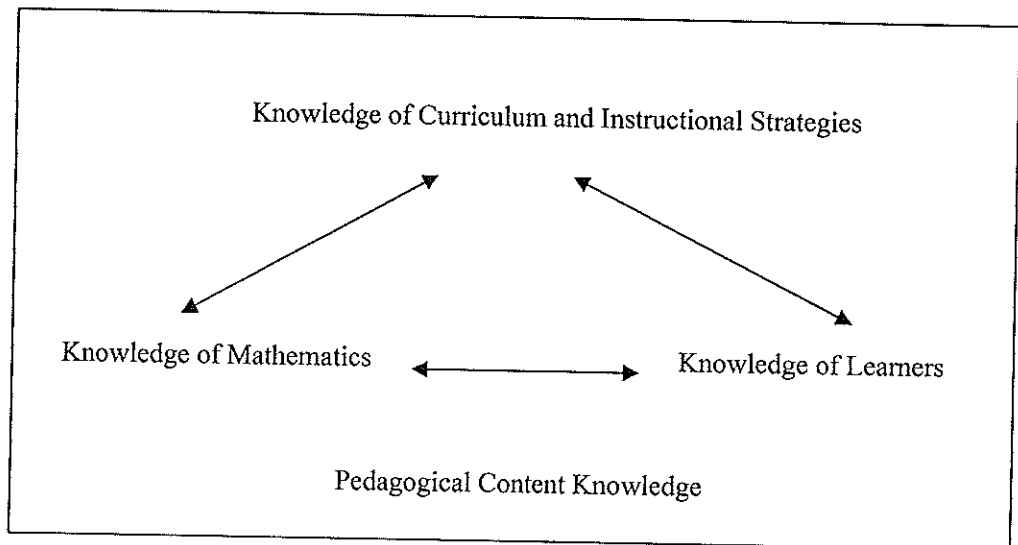 Knowledge of Curriculum and Instructional Strategies
Knowledge of Mathematics
Knowledge of Learners
Pedagogical Content Knowledge